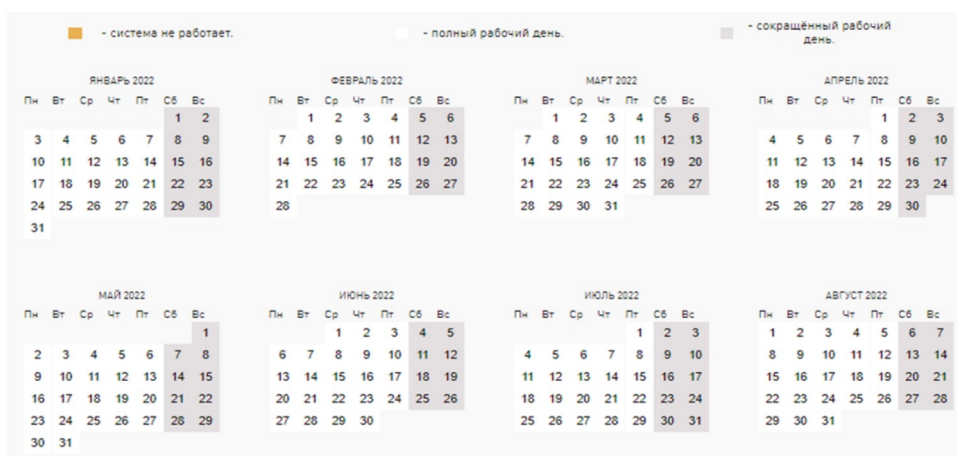 - система не работает.
- полный рабочий день.
- сокращённый рабочий
день.
ЯНВАРЬ 2022
Пн Вт Ср Чт Пт Сб Вс
1 2
3 4 5 6 7 8 9
10 11 12 13 14 15 16
17 18 19 20 21 22 23
24 25 26 27 28 29 30
31
ФЕВРАЛЬ 2022
Пн Вт Ср Чт Пт Сб Вс
1 2 3 4 5 6
7 8 9 10 11 12 13
14 15 16 17 18 19 20
21 22 23 24 25 26 27
28
МАРТ 2022
Пн Вт Ср Чт Пт Сб Вс
1 2 3 4 5 6
7 8 9 10 11 12 13
14 15 16 17 18 19 20
21 22 23 24 25 26 27
28 29 30 31
АПРЕЛЬ 2022
Пн Вт Ср Чт Пт Сб Вс
1 2 3
4 5 6 7 8 9 10
11 12 13 14 15 16 17
18 19 20 21 22 23 24
25 26 27 28 29 30
МАЙ 2022
Пн Вт Ср Чт Пт Сб Вс
1
2 3 4 5 6 7 8
9 10 11 12 13 14 15
16 17 18 19 20 21 22
23 24 25 26 27 28 29
30 31
ИЮНЬ 2022
Пн Вт Ср Чт Пт Сб Вс
1 2 3 4 5
6 7 8 9 10 11 12
13 14 15 16 17 18 19
20 21 22 23 24 25 26
27 28 29 30
ИЮЛЬ 2022
Пн Вт Ср Чт Пт Сб Вс
1 2 3
4 5 6 7 8 9 10
11 12 13 14 15 16 17
18 19 20 21 22 23 24
25 26 27 28 29 30 31
АВГУСТ 2022
Пн Вт Ср Чт Пт Сб Вс
1 2 3 4 5 6 7
8 9 10 11 12 13 14
15 16 17 18 19 20 21
22 23 24 25 26 27 28
29 30 31